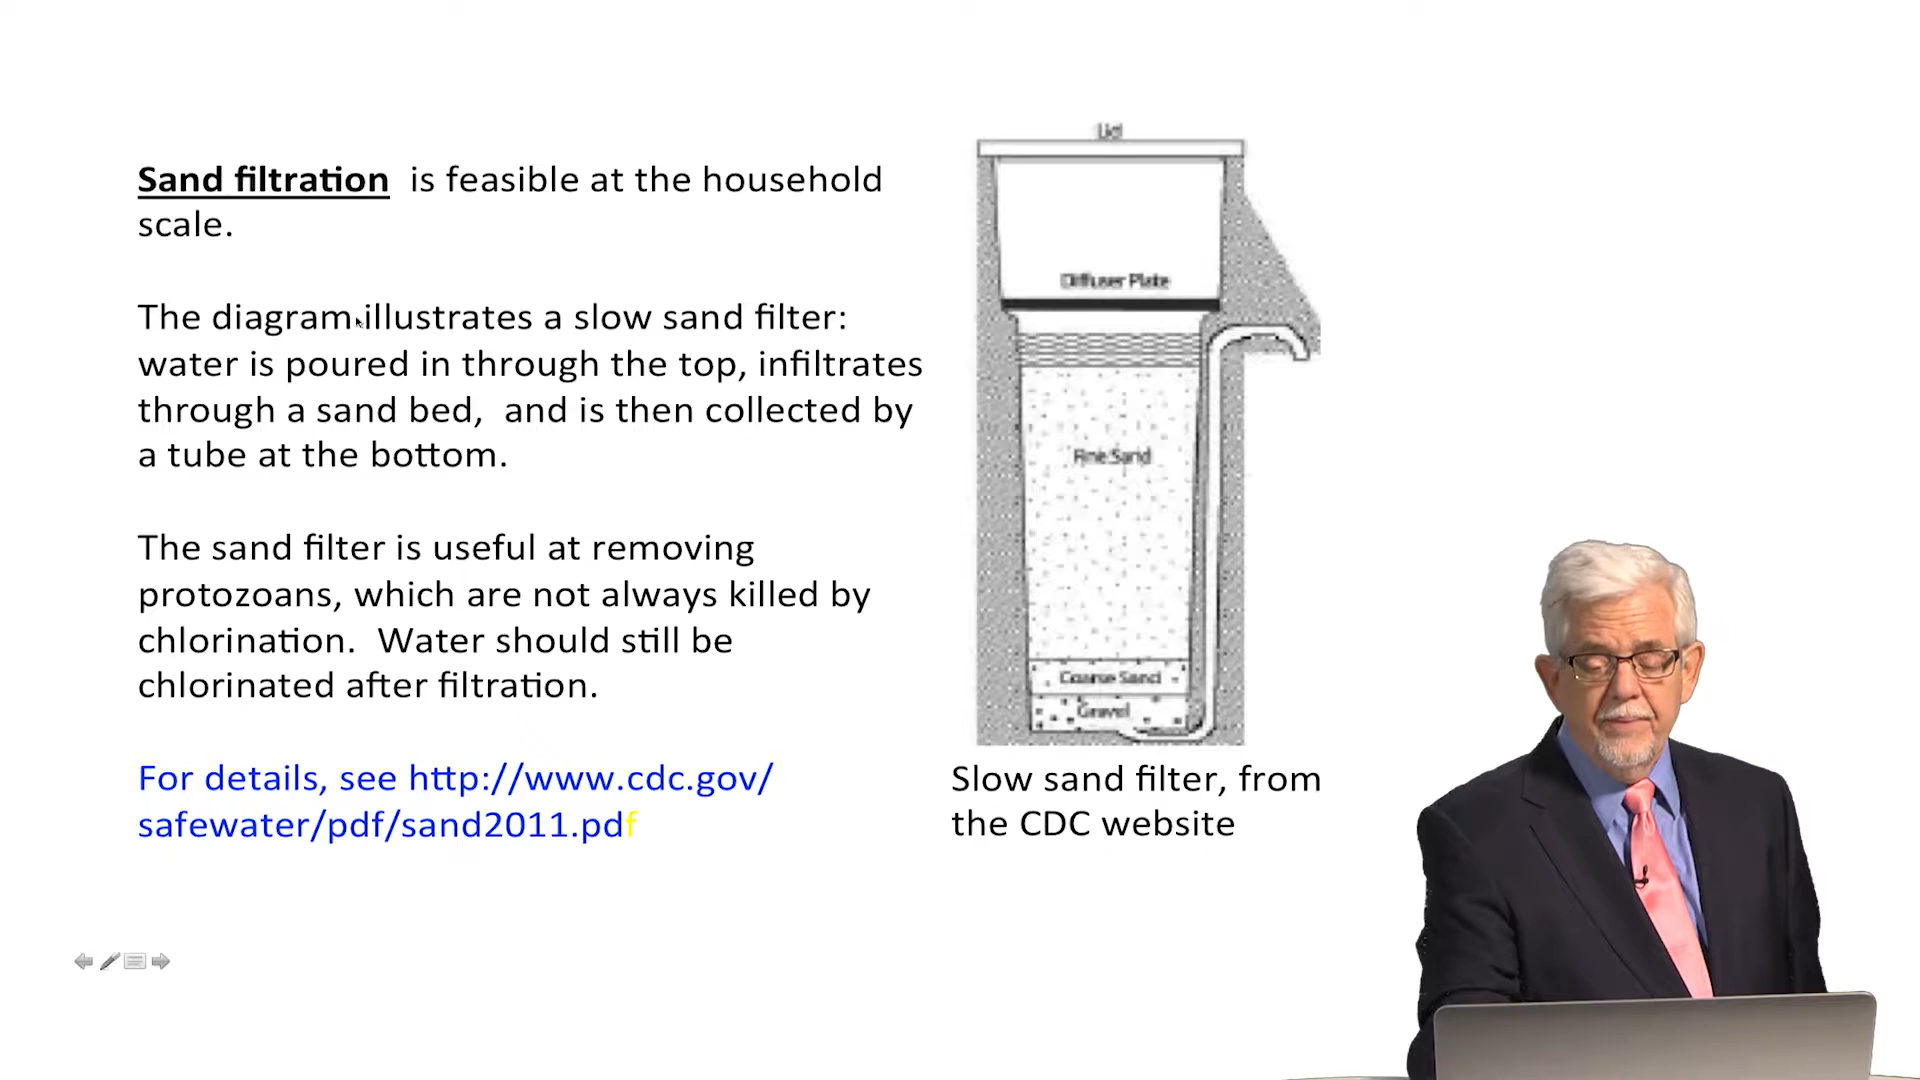 Sand filtration is feasible at the household
scale.
The diagram illustrates a slow sand filter:
water is poured in through the top, infiltrates
through a sand bed, and is then collected by
a tube at the bottom.
The sand filter is useful at removing
protozoans, which are not always killed by
chlorination. Water should still be
chlorinated after filtration.
For details, see http://www.cdc.gov/
safewater/pdf/sand2011.pdf
Lid
Diffuser Plate
Fine Sand
Coarse Sand
Gravel
Slow sand filter, from
the CDC website